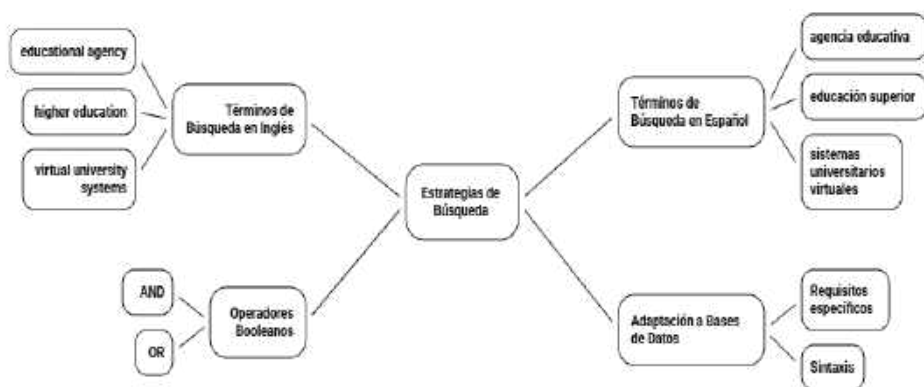 educational agency
higher education
virtual university
systems
Términos de
Búsqueda en Inglés
AND
OR
Operadores
Booleanos
Estrategias de
Búsqueda
Términos de
Búsqueda en Español
agencia educativa
educación superior
sistemas
universitarios
virtuales
Adaptación a Bases
de Datos
Requisitos
específicos
Sintaxis